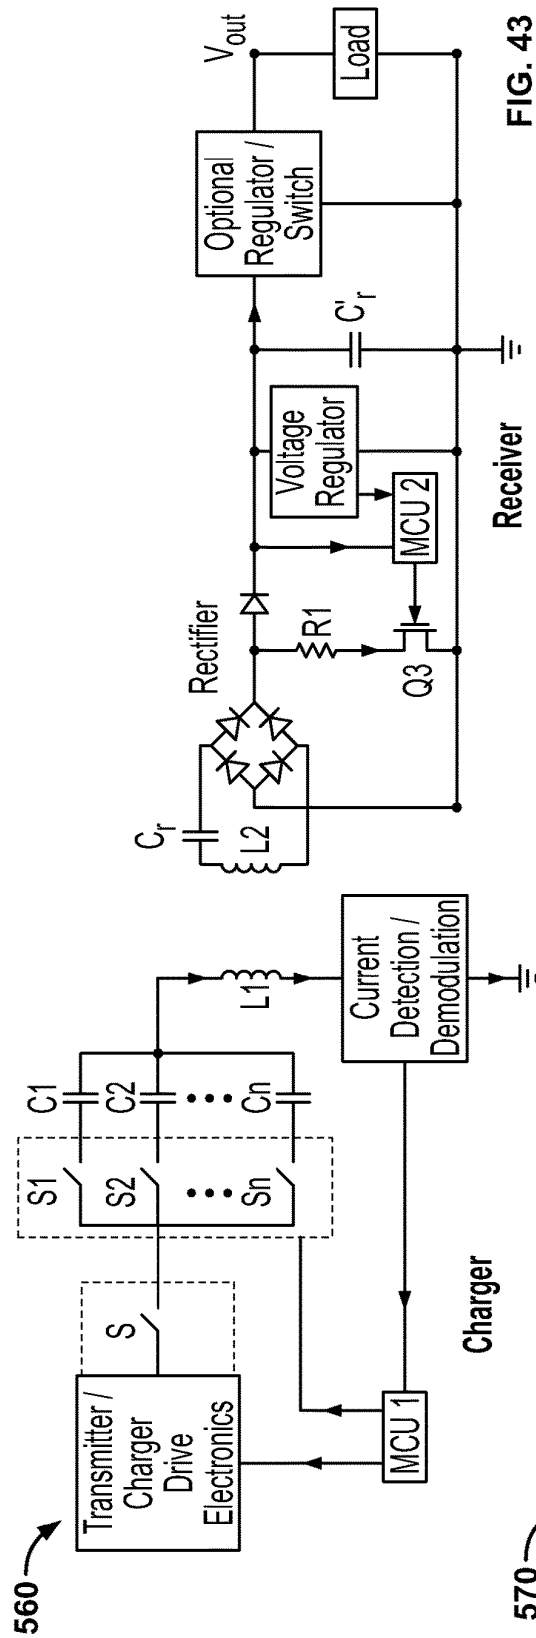 560
Transmitter /
Charger
Drive
Electronics
S
S1
S2
Sn
C1
C2
Cn
L1
Current
Detection /
Demodulation
MCU 1
Charger
Cr
L2
Rectifier
R1
Q3
MCU 2
Voltage
Regulator
C'r
Optional
Regulator /
Switch
Vout
Load
Receiver
FIG. 43
570